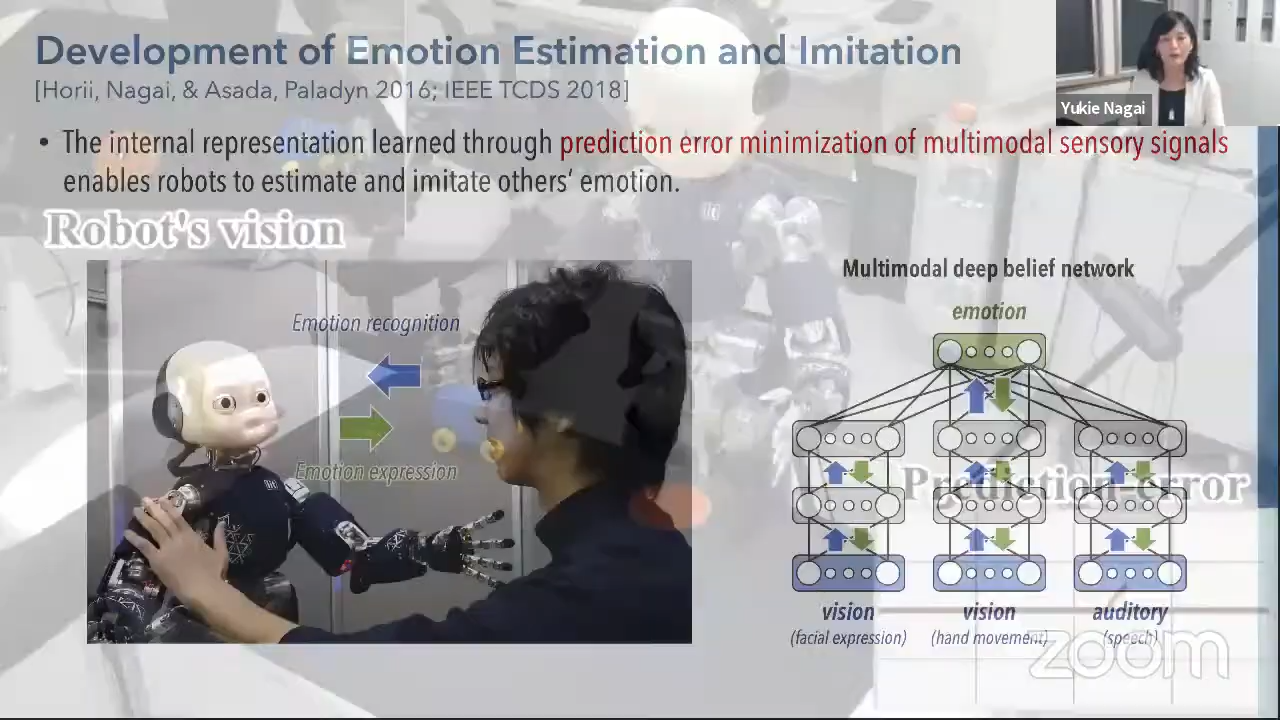 Development of Emotion Estimation and Imitation
[Horii, Nagai, & Asada, Paladyn 2016; IEEE TCDS 2018]
Yukie Nagai
• The internal representation learned through prediction error minimization of multimodal sensory signals
enables robots to estimate and imitate others' emotion.
Robot's vision
Emotion recognition
Emotion expression
Multimodal deep belief network
emotion
Prediction error
vision
(facial expression)
vision
(hand movement)
auditory
(speech)
zoom